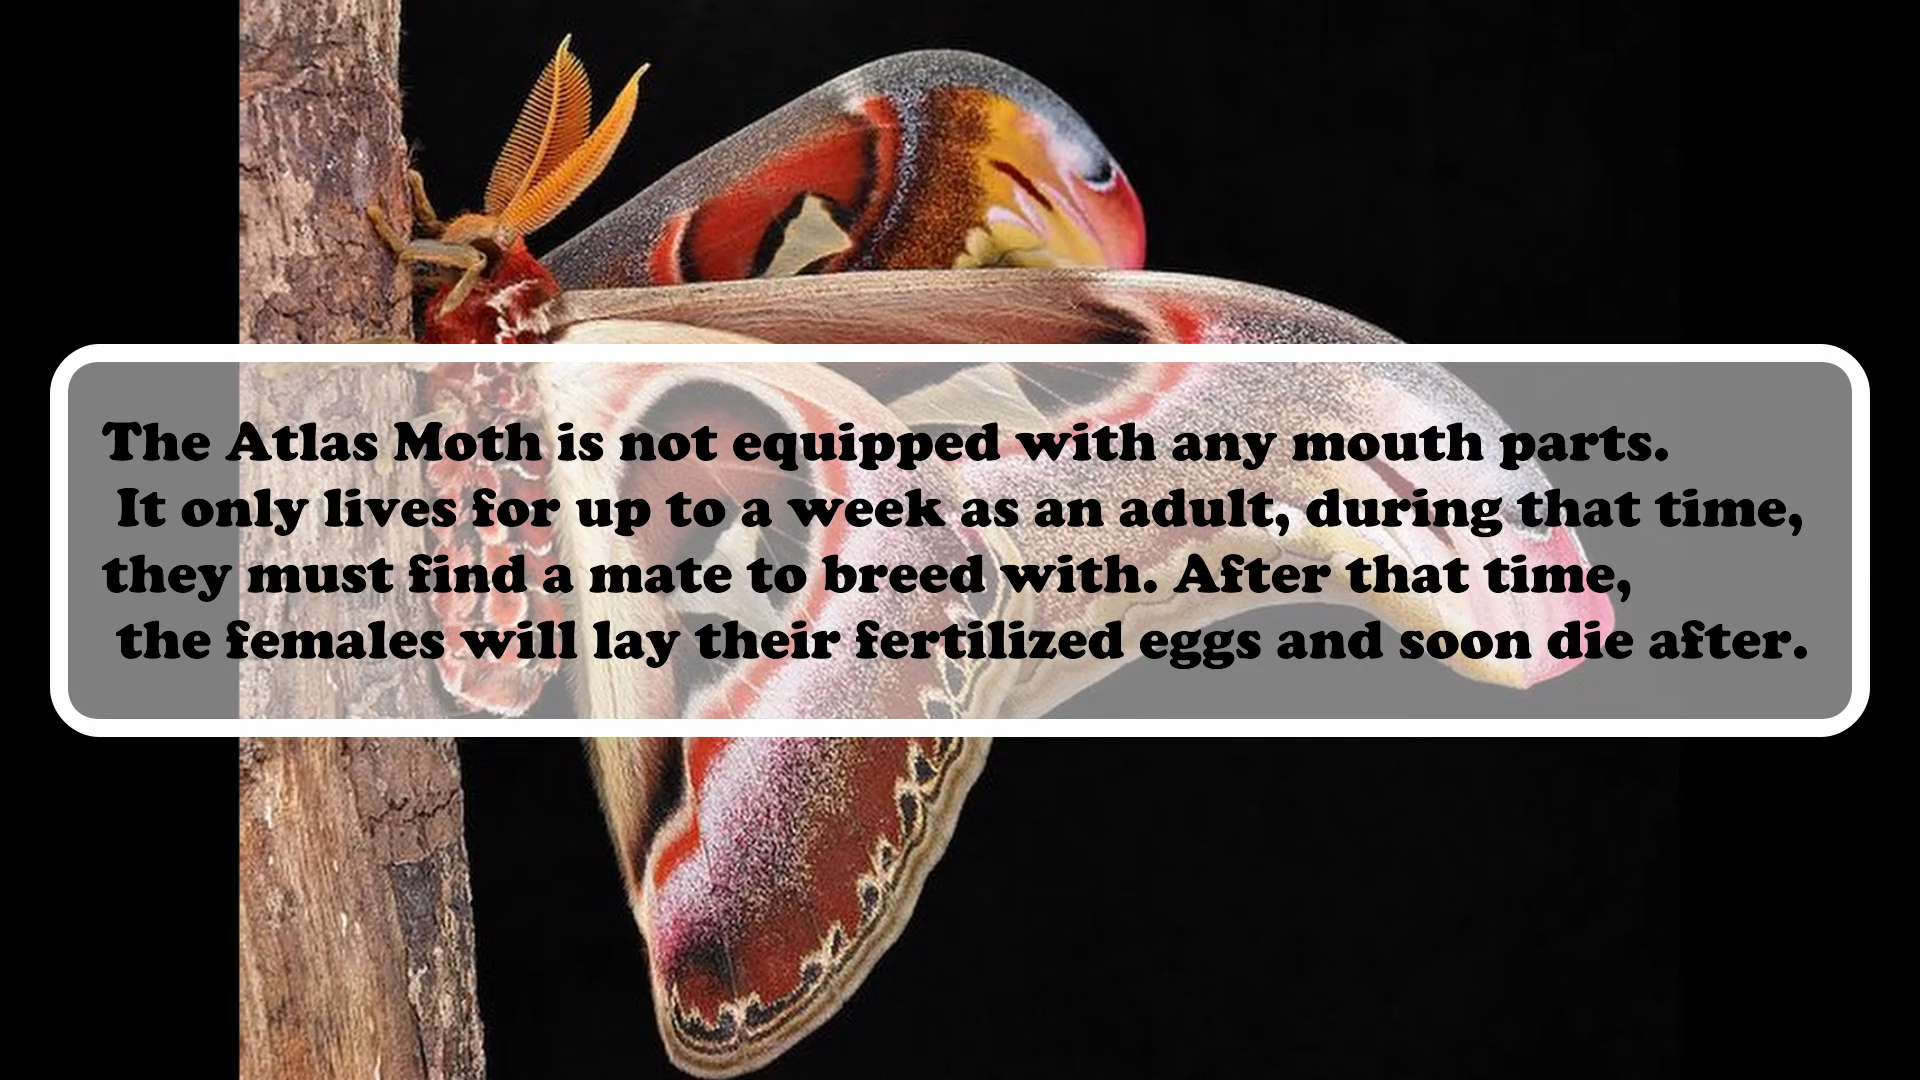 The Atlas Moth is not equipped with any mouth parts.
It only lives for up to a week as an adult, during that time,
they must find a mate to breed with. After that time,
the females will lay their fertilized eggs and soon die after.